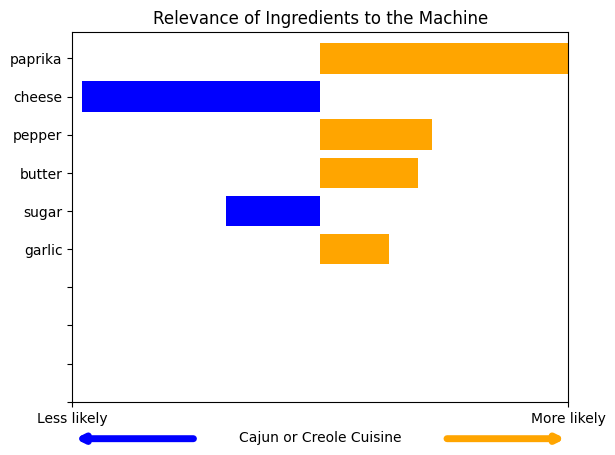 Relevance of Ingredients to the Machine
paprika
cheese
pepper
butter
sugar
garlic
Less likely
More likely
Cajun or Creole Cuisine